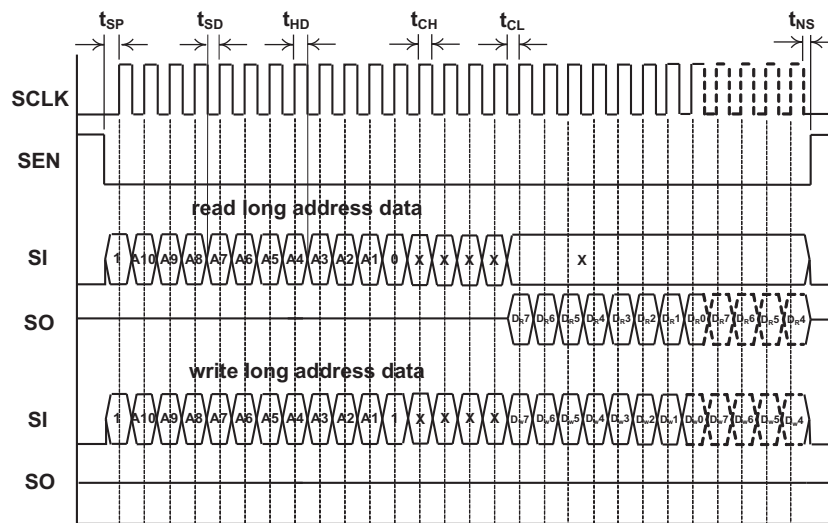 tSP tSD tHD tCH tCL tNS
SCLK
SEN
read long address data
SI 1 A10 A9 A8 A7 A6 A5 A4 A3 A2 A1 0 X X X X X
SO DR7 DR6 DR5 DR4 DR3 DR2 DR1 DR0 DR7 DR6 DR5 DR4
write long address data
SI 1 A10 A9 A8 A7 A6 A5 A4 A3 A2 A1 1 X X X X DW7 DW6 DW5 DW4 DW3 DW2 DW1 DW0 DW7 DW6 DW5 DW4
SO